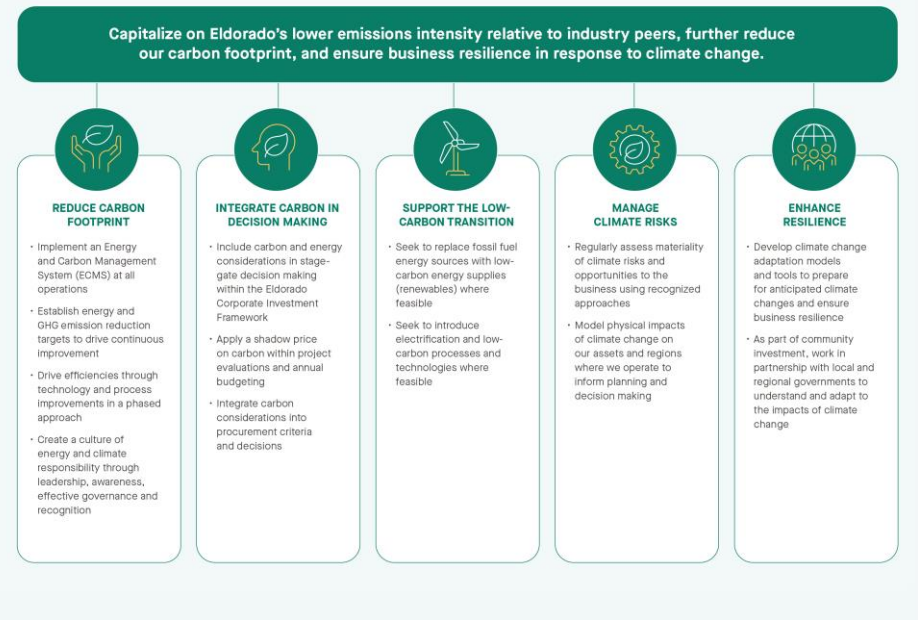 Capitalize on Eldorado's lower emissions intensity relative to industry peers, further reduce
our carbon footprint, and ensure business resilience in response to climate change.
REDUCE CARBON
FOOTPRINT
· Implement an Energy
and Carbon Management
System (ECMS) at all
operations
· Establish energy and
GHG emission reduction
targets to drive continuous
improvement
· Drive efficiencies through
technology and process
improvements in a phased
approach
· Create a culture of
energy and climate
responsibility through
leadership, awareness,
effective governance and
recognition
INTEGRATE CARBON IN
DECISION MAKING
· Include carbon and energy
considerations in stage-
gate decision making
within the Eldorado
Corporate Investment
Framework
· Apply a shadow price
on carbon within project
evaluations and annual
budgeting
· Integrate carbon
considerations into
procurement criteria
and decisions
SUPPORT THE LOW-
CARBON TRANSITION
· Seek to replace fossil fuel
energy sources with low-
carbon energy supplies
(renewables) where
feasible
· Seek to introduce
electrification and low-
carbon processes and
technologies where
feasible
MANAGE
CLIMATE RISKS
· Regularly assess materiality
of climate risks and
opportunities to the
business using recognized
approaches
· Model physical impacts
of climate change on
our assets and regions
where we operate to
inform planning and
decision making
ENHANCE
RESILIENCE
· Develop climate change
adaptation models
and tools to prepare
for anticipated climate
changes and ensure
business resilience
· As part of community
investment, work in
partnership with local and
regional governments to
understand and adapt to
the impacts of climate
change